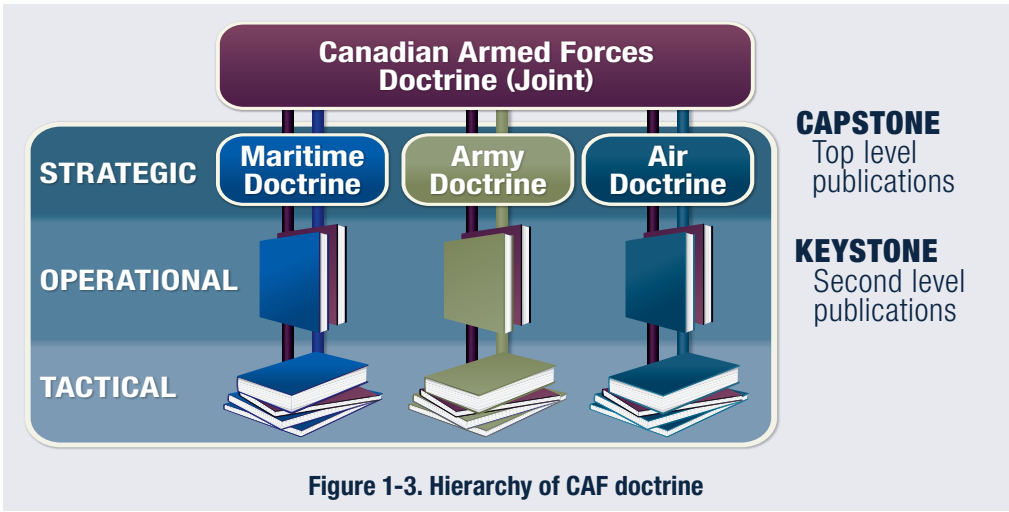 Canadian Armed Forces
Doctrine (Joint)
STRATEGIC
Maritime
Doctrine
Army
Doctrine
Air
Doctrine
CAPSTONE
Top level
publications
OPERATIONAL
KEYSTONE
Second level
publications
TACTICAL
Figure 1-3. Hierarchy of CAF doctrine